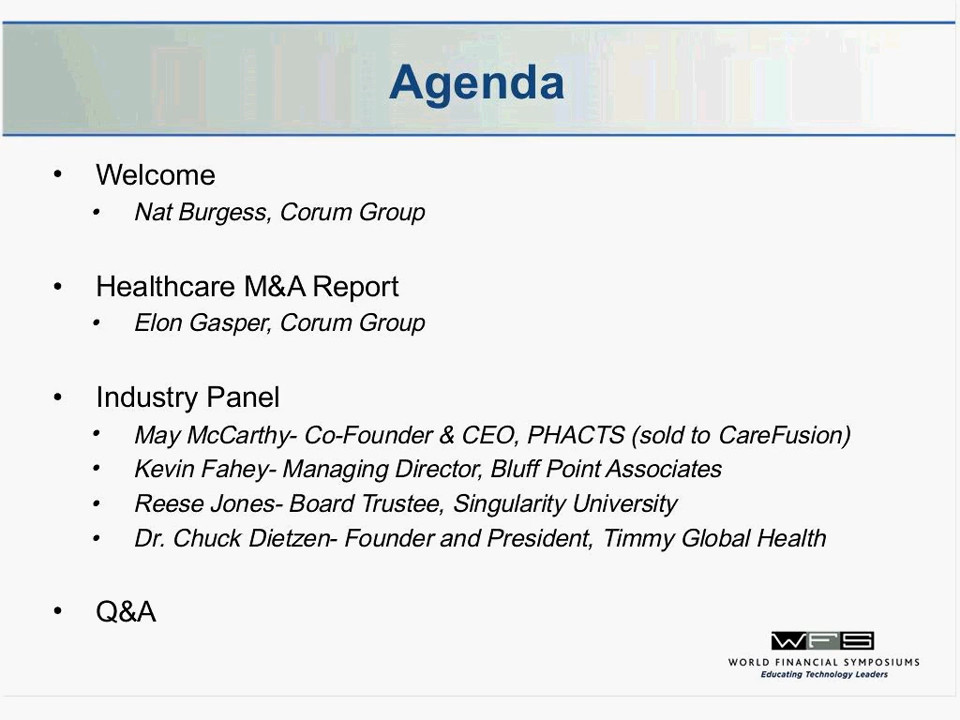 Agenda
• Welcome
• Nat Burgess, Corum Group
• Healthcare M&A Report
• Elon Gasper, Corum Group
• Industry Panel
• May McCarthy- Co-Founder & CEO, PHACTS (sold to CareFusion)
• Kevin Fahey- Managing Director, Bluff Point Associates
• Reese Jones- Board Trustee, Singularity University
• Dr. Chuck Dietzen- Founder and President, Timmy Global Health
• Q&A
WFS
WORLD FINANCIAL SYMPOSIUMS
Educating Technology Leaders